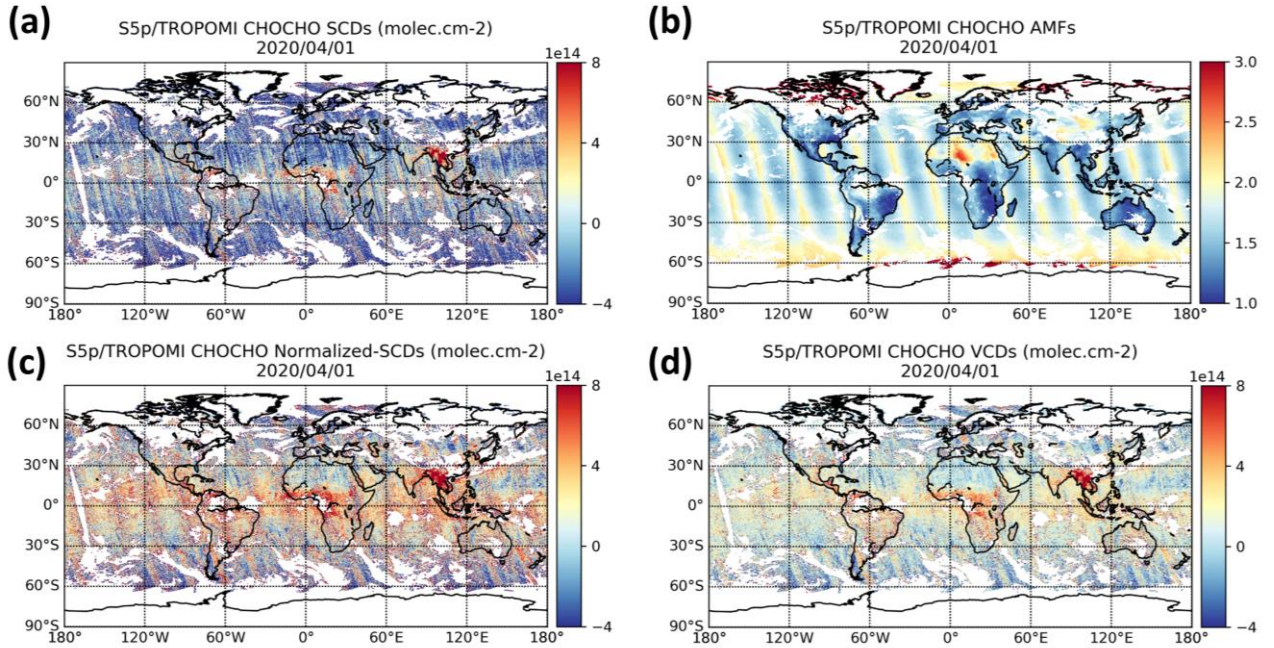 (a)
S5p/TROPOMI CHOCHO SCDs (molec.cm-2)
2020/04/01
1e14
60°N
30°N
0°
30°S
60°S
90°S
180°
120°W
60°W
0°
60°E
120°E
180°
8
4
0
−4
(b)
S5p/TROPOMI CHOCHO AMFs
2020/04/01
60°N
30°N
0°
30°S
60°S
90°S
180°
120°W
60°W
0°
60°E
120°E
180°
3.0
2.5
2.0
1.5
1.0
(c)
S5p/TROPOMI CHOCHO Normalized-SCDs (molec.cm-2)
2020/04/01
1e14
60°N
30°N
0°
30°S
60°S
90°S
180°
120°W
60°W
0°
60°E
120°E
180°
8
4
0
−4
(d)
S5p/TROPOMI CHOCHO VCDs (molec.cm-2)
2020/04/01
1e14
60°N
30°N
0°
30°S
60°S
90°S
180°
120°W
60°W
0°
60°E
120°E
180°
8
4
0
−4